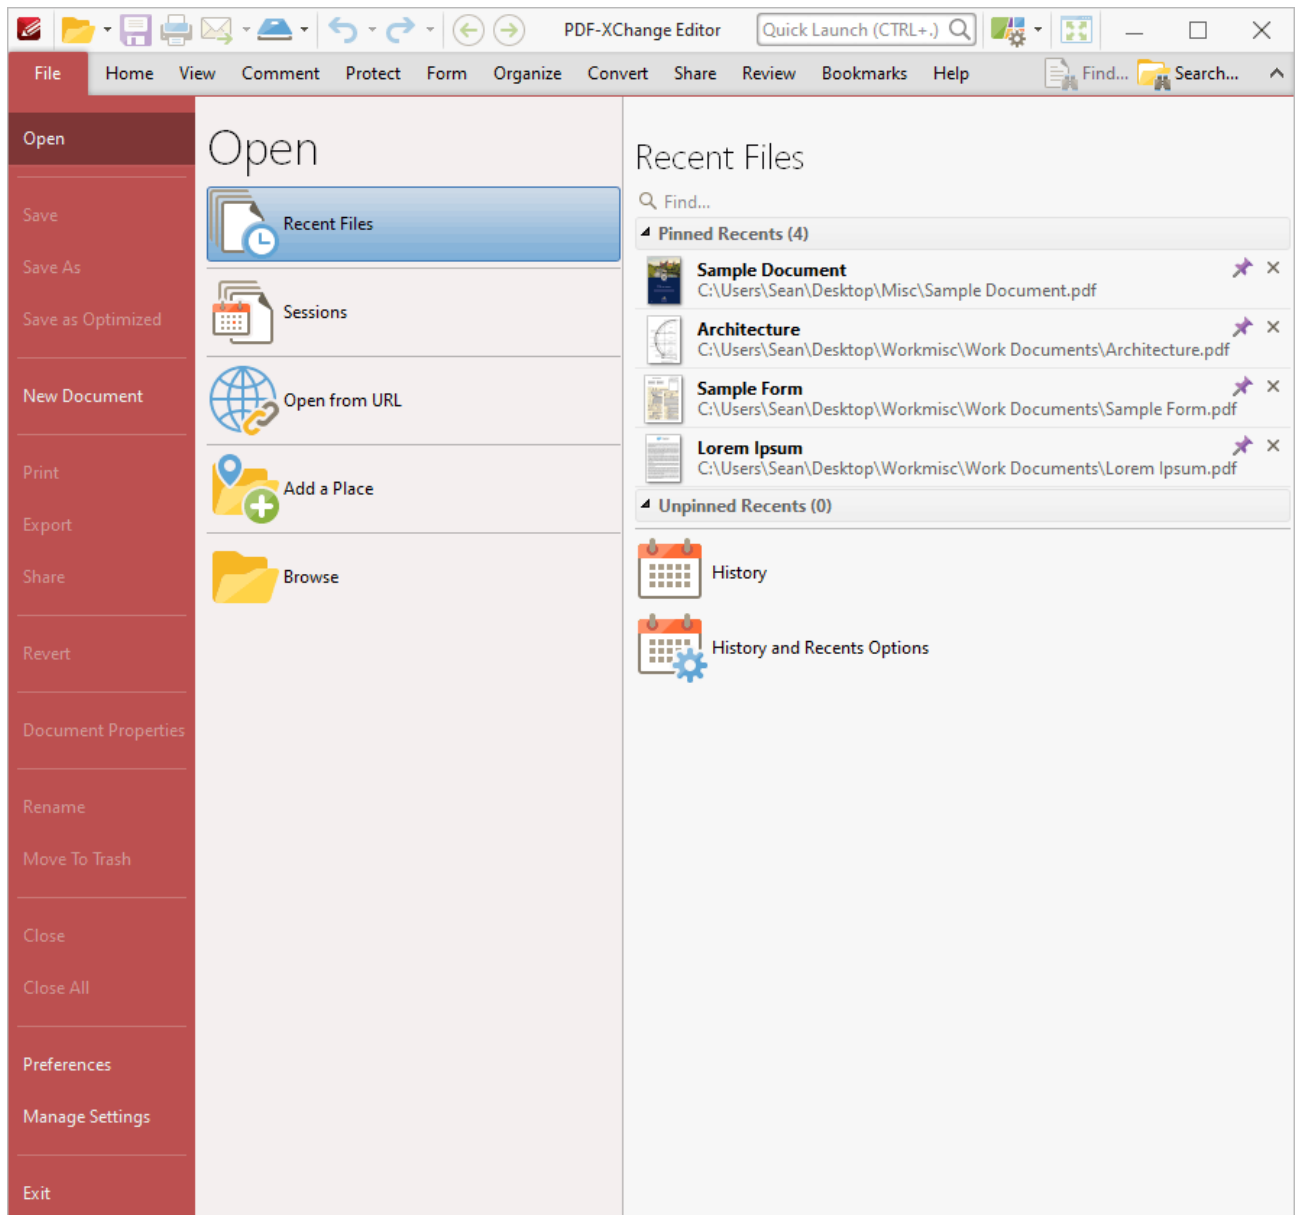 PDF-XChange Editor
Quick Launch (CTRL+.)
File Home View Comment Protect Form Organize Convert Share Review Bookmarks Help Find... Search...
Open
Save
Save As
Save as Optimized
New Document
Print
Export
Share
Revert
Document Properties
Rename
Move To Trash
Close
Close All
Preferences
Manage Settings
Exit
Open
Recent Files
Sessions
Open from URL
Add a Place
Browse
Recent Files
Find...
Pinned Recents (4)
Sample Document
C:\Users\Sean\Desktop\Misc\Sample Document.pdf
Architecture
C:\Users\Sean\Desktop\Workmisc\Work Documents\Architecture.pdf
Sample Form
C:\Users\Sean\Desktop\Workmisc\Work Documents\Sample Form.pdf
Lorem Ipsum
C:\Users\Sean\Desktop\Workmisc\Work Documents\Lorem Ipsum.pdf
Unpinned Recents (0)
History
History and Recents Options